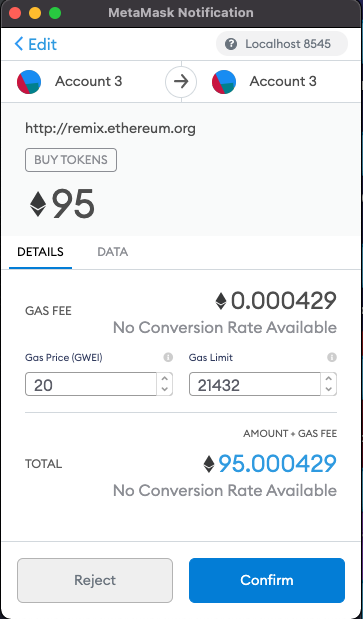 MetaMask Notification
Edit
Localhost 8545
Account 3
Account 3
http://remix.ethereum.org
BUY TOKENS
95
DETAILS DATA
GAS FEE
0.000429
No Conversion Rate Available
Gas Price (GWEI) Gas Limit
20 21432
AMOUNT + GAS FEE
TOTAL
95.000429
No Conversion Rate Available
Reject Confirm